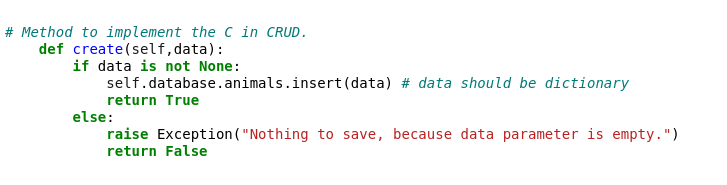 # Method to implement the C in CRUD.
    def create(self,data):
        if data is not None:
            self.database.animals.insert(data) # data should be dictionary
            return True
        else:
            raise Exception("Nothing to save, because data parameter is empty.")
            return False